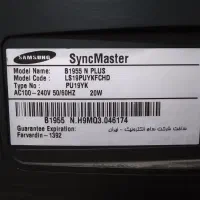 SAMSUNG SyncMaster
Model Name: B1955 N PLUS
Model Code: LS19PUYKFCHD
Type No: PU19YK
AC100-240V 50/60HZ 20W
B1955 N.H9MQ3.046174
Guarantee Expiration:
Farvardin-1392